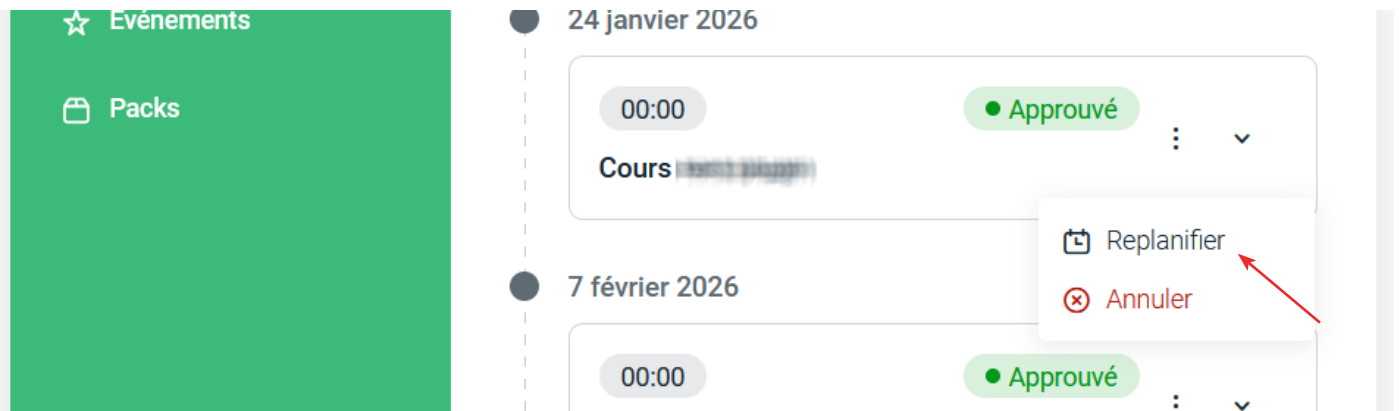 Événements
Packs
24 janvier 2026
00:00
Approuvé
Cours
Replanifier
Annuler
7 février 2026
00:00
Approuvé